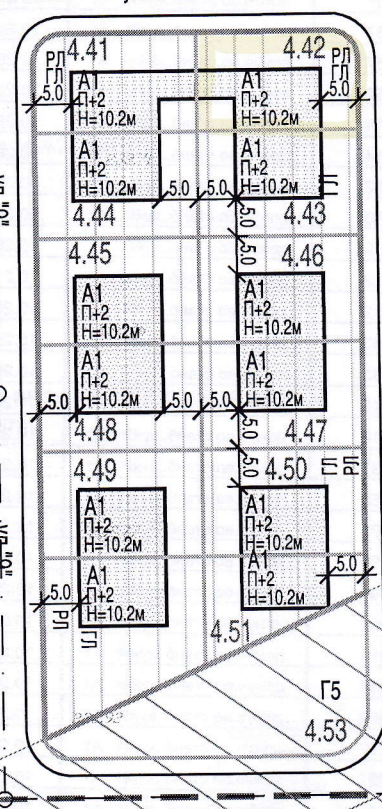 4.41
4.42
РЛ
ГЛ
5.0
А1
П+2
H=10.2м
А1
П+2
H=10.2м
РЛ
ГЛ
5.0
А1
П+2
H=10.2м
А1
П+2
H=10.2м
4.44
5.0
5.0
4.43
5.0
5.0
4.45
4.46
А1
П+2
H=10.2м
А1
П+2
H=10.2м
А1
П+2
H=10.2м
А1
П+2
H=10.2м
5.0
5.0
5.0
5.0
4.48
4.47
4.49
5.0
4.50
РЛ
А1
П+2
H=10.2м
А1
П+2
H=10.2м
А1
П+2
H=10.2м
А1
П+2
H=10.2м
5.0
5.0
РЛ
ГЛ
4.51
Г5
4.53